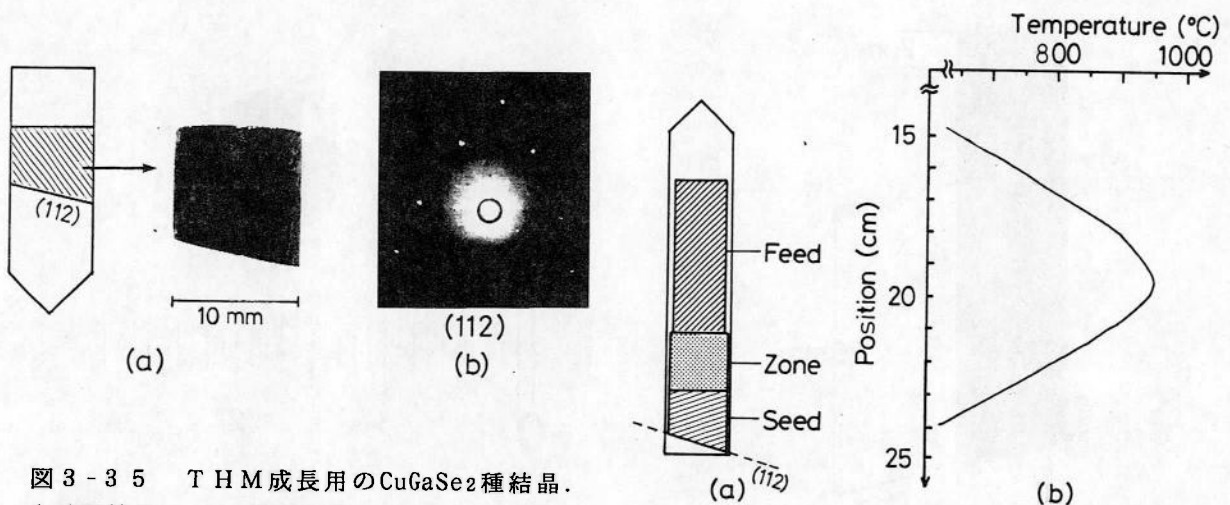 (112)
10 mm
(a)
(112)
(b)
図3-35 THM成長用のCuGaSe2種結晶.
Feed
Zone
Seed
(112)
(a)
Temperature (°C)
800
1000
Position (cm)
15
20
25
(b)